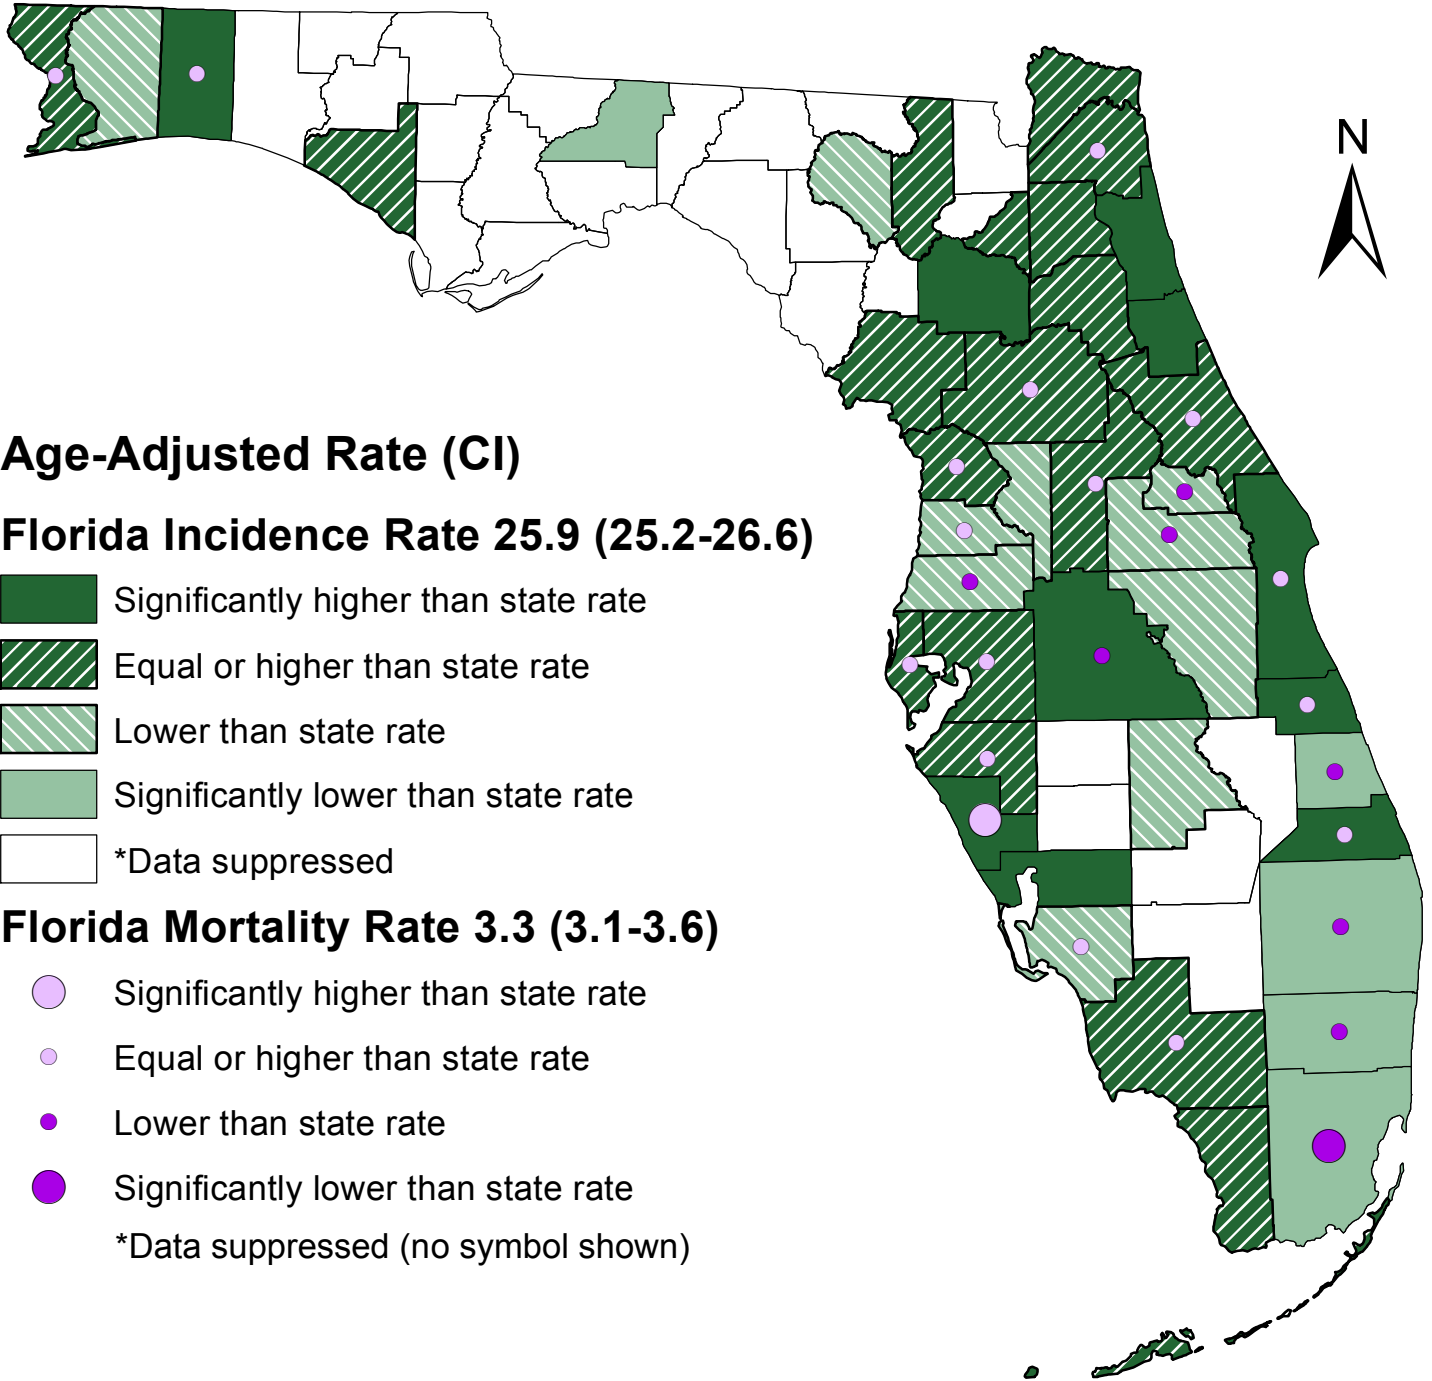 N
Age-Adjusted Rate (CI)
Florida Incidence Rate 25.9 (25.2-26.6)
Significantly higher than state rate
Equal or higher than state rate
Lower than state rate
Significantly lower than state rate
*Data suppressed
Florida Mortality Rate 3.3 (3.1-3.6)
Significantly higher than state rate
Equal or higher than state rate
Lower than state rate
Significantly lower than state rate
*Data suppressed (no symbol shown)